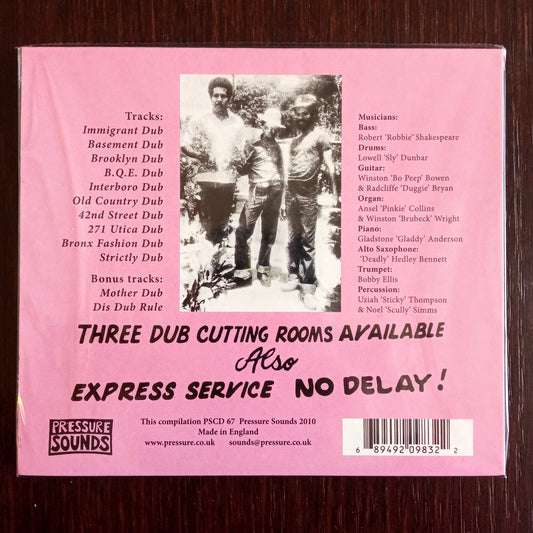 Tracks:
Immigrant Dub
Basement Dub
Brooklyn Dub
B.Q.E. Dub
Interboro Dub
Old Country Dub
42nd Street Dub
271 Utica Dub
Bronx Fashion Dub
Strictly Dub
Bonus tracks:
Mother Dub
Dis Dub Rule
Musicians:
Bass:
Robert 'Robbie' Shakespeare
Drums:
Lowell 'Sly' Dunbar
Guitar:
Winston 'Bo Peep' Bowen
& Radcliffe 'Duggie' Bryan
Organ:
Ansel 'Pinkie' Collins
& Winston 'Brubeck' Wright
Piano:
Gladstone 'Gladdy' Anderson
Alto Saxophone:
'Deadly' Hedley Bennett
Trumpet:
Bobby Ellis
Percussion:
Uziah 'Sticky' Thompson
& Noel 'Scully' Simms
THREE DUB CUTTING ROOMS AVAILABLE
Also
EXPRESS SERVICE NO DELAY!
PRESSURE
SOUNDS
This compilation PSCD 67 Pressure Sounds 2010
Made in England
www.pressure.co.uk sounds@pressure.co.uk
6 89492 09832 2